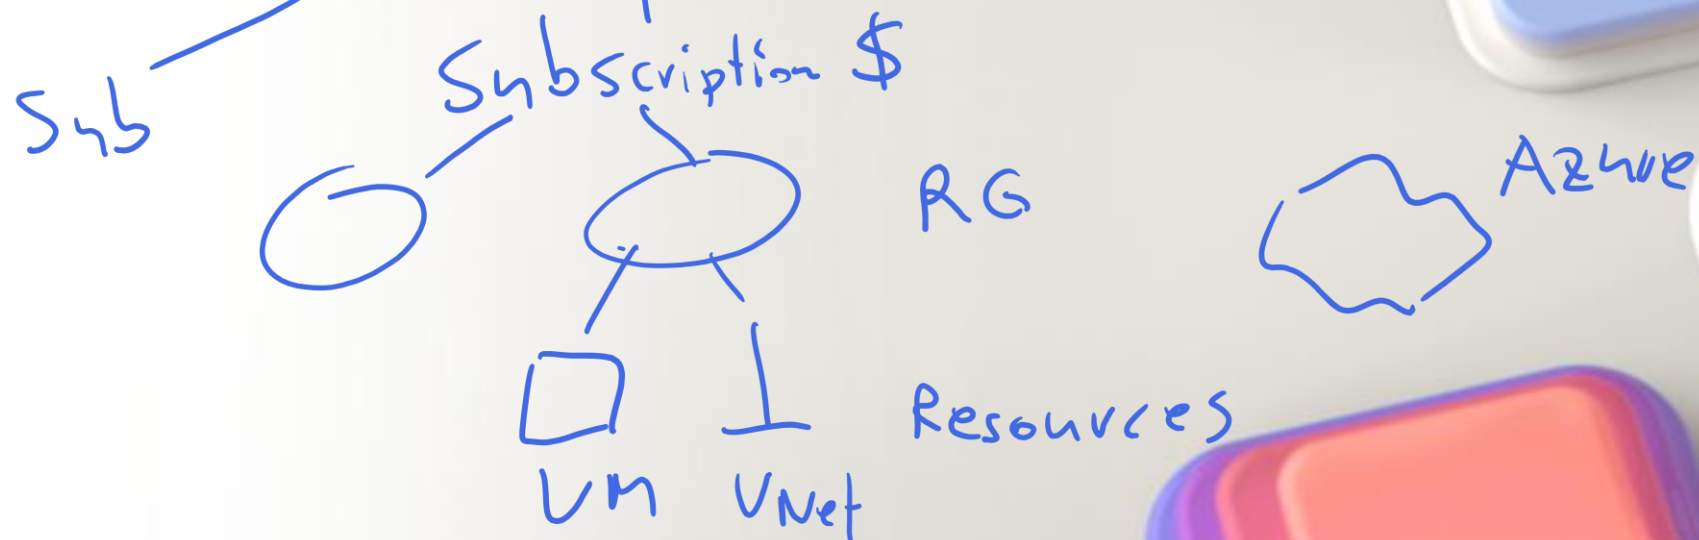 Subscription $
Sub
RG
Azure
Resources
VM VNet